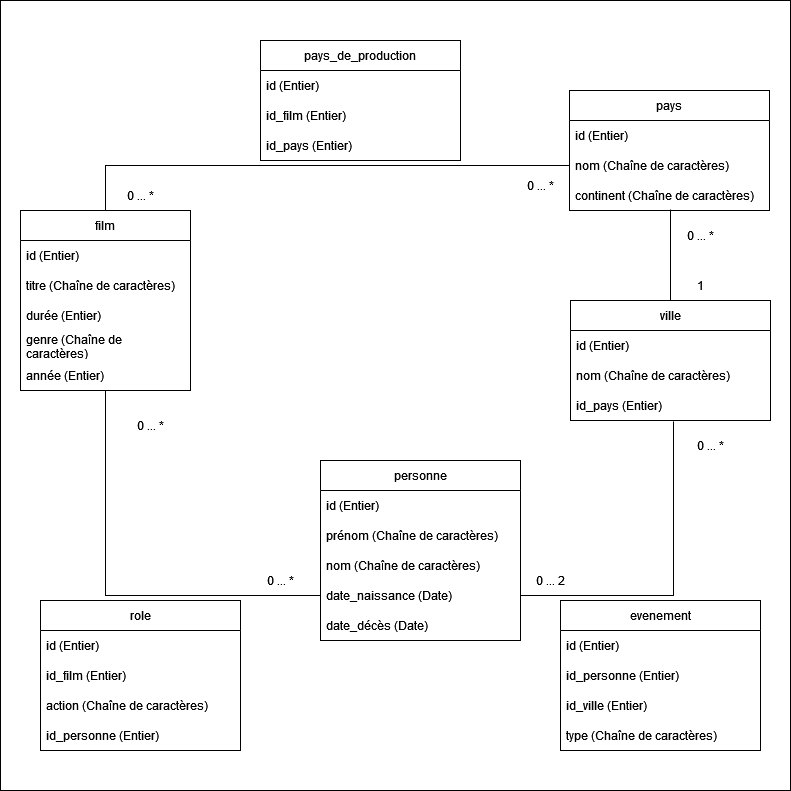 pays_de_production
id (Entier)
id_film (Entier)
id_pays (Entier)
pays
id (Entier)
nom (Chaîne de caractères)
continent (Chaîne de caractères)
0 ... *
0 ... *
film
id (Entier)
titre (Chaîne de caractères)
durée (Entier)
genre (Chaîne de
caractères)
année (Entier)
0 ... *
1
ville
id (Entier)
nom (Chaîne de caractères)
id_pays (Entier)
0 ... *
0 ... *
personne
id (Entier)
prénom (Chaîne de caractères)
nom (Chaîne de caractères)
date_naissance (Date)
date_décès (Date)
0 ... *
0 ... 2
role
id (Entier)
id_film (Entier)
action (Chaîne de caractères)
id_personne (Entier)
evenement
id (Entier)
id_personne (Entier)
id_ville (Entier)
type (Chaîne de caractères)